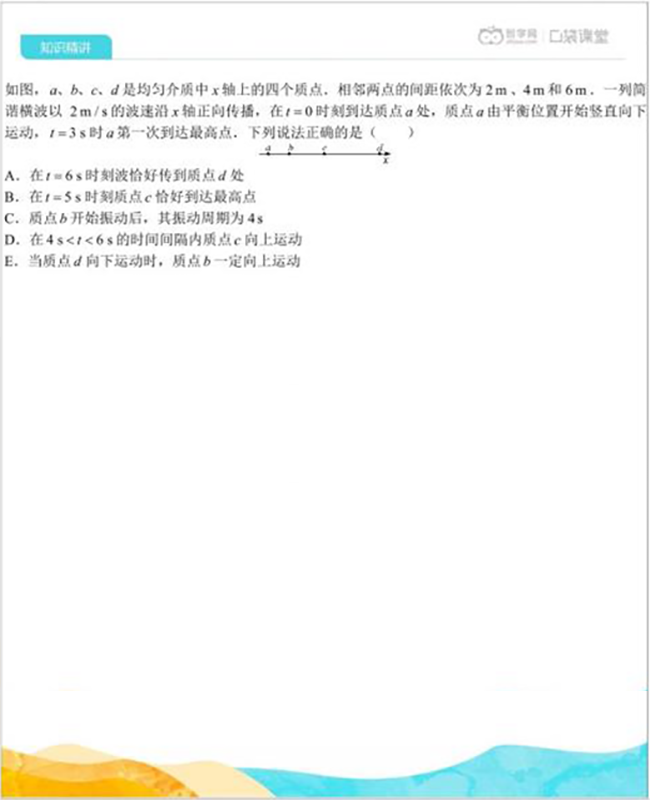 智学网 口袋课堂
知识精讲
如图，a、b、c、d 是均匀介质中 x 轴上的四个质点．相邻两点的间距依次为 2 m 、4 m 和 6 m．一列简
谐横波以 2 m / s 的波速沿 x 轴正向传播，在 t = 0 时刻到达质点 a 处，质点 a 由平衡位置开始竖直向下
运动，t = 3 s 时 a 第一次到达最高点．下列说法正确的是（　　）
a b c d
x
A．在 t = 6 s 时刻波恰好传到质点 d 处
B．在 t = 5 s 时刻质点 c 恰好到达最高点
C．质点 b 开始振动后，其振动周期为 4 s
D．在 4 s < t < 6 s 的时间间隔内质点 c 向上运动
E．当质点 d 向下运动时，质点 b 一定向上运动